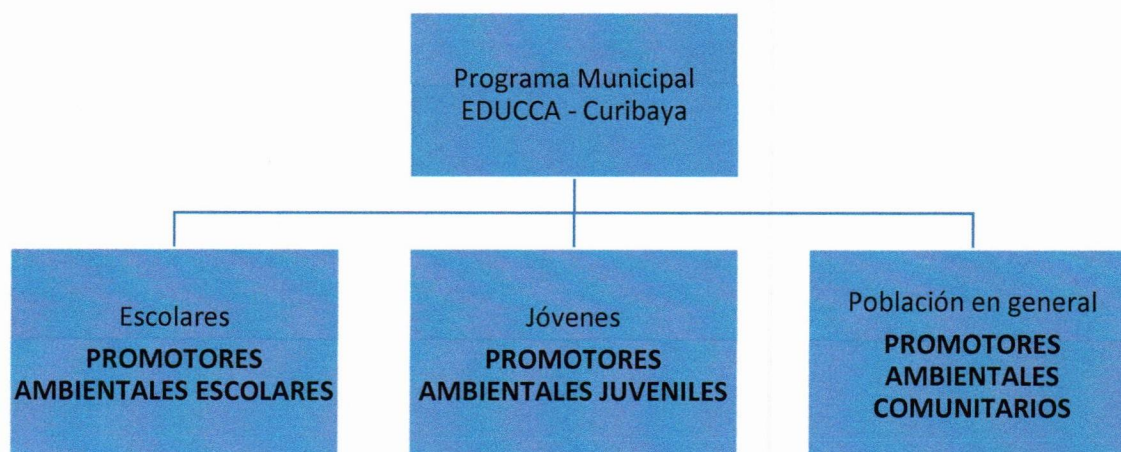 Programa Municipal
EDUCCA - Curibaya
Escolares
PROMOTORES
AMBIENTALES ESCOLARES
Jóvenes
PROMOTORES
AMBIENTALES JUVENILES
Población en general
PROMOTORES
AMBIENTALES
COMUNITARIOS